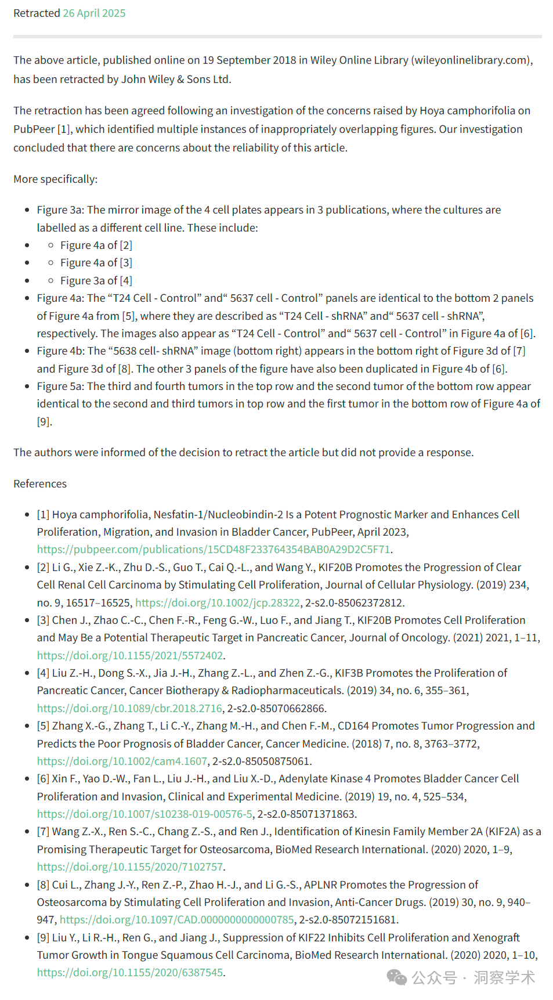 Retracted 26 April 2025
The above article, published online on 19 September 2018 in Wiley Online Library (wileyonlinelibrary.com),
has been retracted by John Wiley & Sons Ltd.
The retraction has been agreed following an investigation of the concerns raised by Hoya camphorifolia on
PubPeer [1], which identified multiple instances of inappropriately overlapping figures. Our investigation
concluded that there are concerns about the reliability of this article.
More specifically:
• Figure 3a: The mirror image of the 4 cell plates appears in 3 publications, where the cultures are
labelled as a different cell line. These include:
• ◦ Figure 4a of [2]
• ◦ Figure 4a of [3]
• ◦ Figure 3a of [4]
• Figure 4a: The “T24 Cell - Control” and“ 5637 cell - Control” panels are identical to the bottom 2 panels
of Figure 4a from [5], where they are described as “T24 Cell - shRNA” and“ 5637 cell - shRNA”,
respectively. The images also appear as “T24 Cell - Control” and“ 5637 cell - Control” in Figure 4a of [6].
• Figure 4b: The “5638 cell- shRNA” image (bottom right) appears in the bottom right of Figure 3d of [7]
and Figure 3d of [8]. The other 3 panels of the figure have also been duplicated in Figure 4b of [6].
• Figure 5a: The third and fourth tumors in the top row and the second tumor of the bottom row appear
identical to the second and third tumors in top row and the first tumor in the bottom row of Figure 4a of
[9].
The authors were informed of the decision to retract the article but did not provide a response.
References
• [1] Hoya camphorifolia, Nesfatin-1/Nucleobindin-2 Is a Potent Prognostic Marker and Enhances Cell
Proliferation, Migration, and Invasion in Bladder Cancer, PubPeer, April 2023,
https://pubpeer.com/publications/15CD48F233764354BAB0A29D2C5F71.
• [2] Li G., Xie Z.-K., Zhu D.-S., Guo T., Cai Q.-L., and Wang Y., KIF20B Promotes the Progression of Clear
Cell Renal Cell Carcinoma by Stimulating Cell Proliferation, Journal of Cellular Physiology. (2019) 234,
no. 9, 16517–16525, https://doi.org/10.1002/jcp.28322, 2-s2.0-85062372812.
• [3] Chen J., Zhao C.-C., Chen F.-R., Feng G.-W., Luo F., and Jiang T., KIF20B Promotes Cell Proliferation
and May Be a Potential Therapeutic Target in Pancreatic Cancer, Journal of Oncology. (2021) 2021, 1–11,
https://doi.org/10.1155/2021/5572402.
• [4] Liu Z.-H., Dong S.-X., Jia J.-H., Zhang Z.-L., and Zhen Z.-G., KIF3B Promotes the Proliferation of
Pancreatic Cancer, Cancer Biotherapy & Radiopharmaceuticals. (2019) 34, no. 6, 355–361,
https://doi.org/10.1089/cbr.2018.2716, 2-s2.0-85070662866.
• [5] Zhang X.-G., Zhang T., Li C.-Y., Zhang M.-H., and Chen F.-M., CD164 Promotes Tumor Progression and
Predicts the Poor Prognosis of Bladder Cancer, Cancer Medicine. (2018) 7, no. 8, 3763–3772,
https://doi.org/10.1002/cam4.1607, 2-s2.0-85050875061.
• [6] Xin F., Yao D.-W., Fan L., Liu J.-H., and Liu X.-D., Adenylate Kinase 4 Promotes Bladder Cancer Cell
Proliferation and Invasion, Clinical and Experimental Medicine. (2019) 19, no. 4, 525–534,
https://doi.org/10.1007/s10238-019-00576-5, 2-s2.0-85071371863.
• [7] Wang Z.-X., Ren S.-C., Chang Z.-S., and Ren J., Identification of Kinesin Family Member 2A (KIF2A) as a
Promising Therapeutic Target for Osteosarcoma, BioMed Research International. (2020) 2020, 1–9,
https://doi.org/10.1155/2020/7102757.
• [8] Cui L., Zhang J.-Y., Ren Z.-P., Zhao H.-J., and Li G.-S., APLNR Promotes the Progression of
Osteosarcoma by Stimulating Cell Proliferation and Invasion, Anti-Cancer Drugs. (2019) 30, no. 9, 940–
947, https://doi.org/10.1097/CAD.0000000000000785, 2-s2.0-85072151681.
• [9] Liu Y., Li R.-H., Ren G., and Jiang J., Suppression of KIF22 Inhibits Cell Proliferation and Xenograft
Tumor Growth in Tongue Squamous Cell Carcinoma, BioMed Research International. (2020) 2020, 1–10,
https://doi.org/10.1155/2020/6387545.
公众号 · 洞察学术